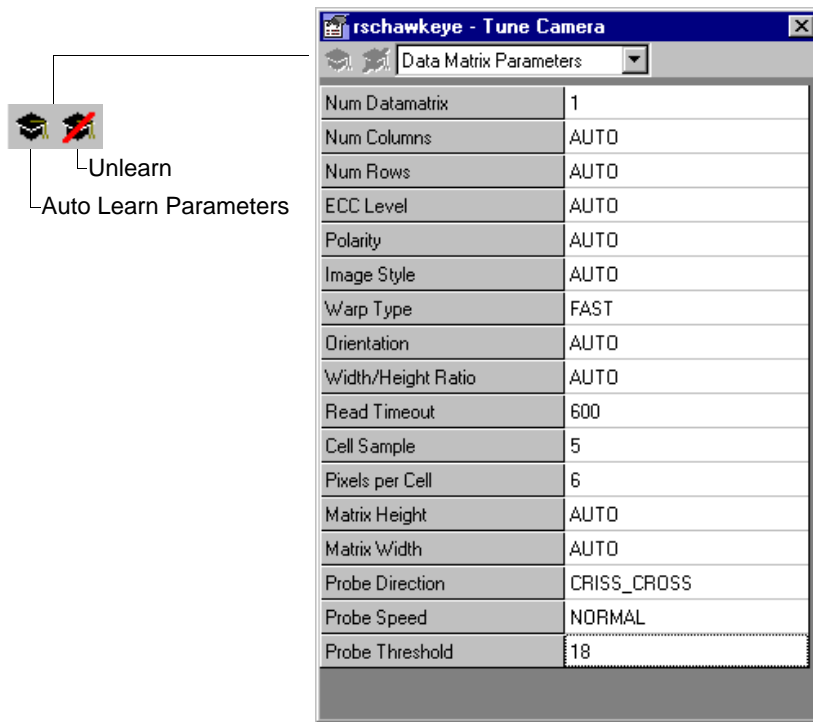 rschawkeye - Tune Camera
Data Matrix Parameters
Unlearn
Auto Learn Parameters
Num Datamatrix 1
Num Columns AUTO
Num Rows AUTO
ECC Level AUTO
Polarity AUTO
Image Style AUTO
Warp Type FAST
Orientation AUTO
Width/Height Ratio AUTO
Read Timeout 600
Cell Sample 5
Pixels per Cell 6
Matrix Height AUTO
Matrix Width AUTO
Probe Direction CRISS_CROSS
Probe Speed NORMAL
Probe Threshold 18